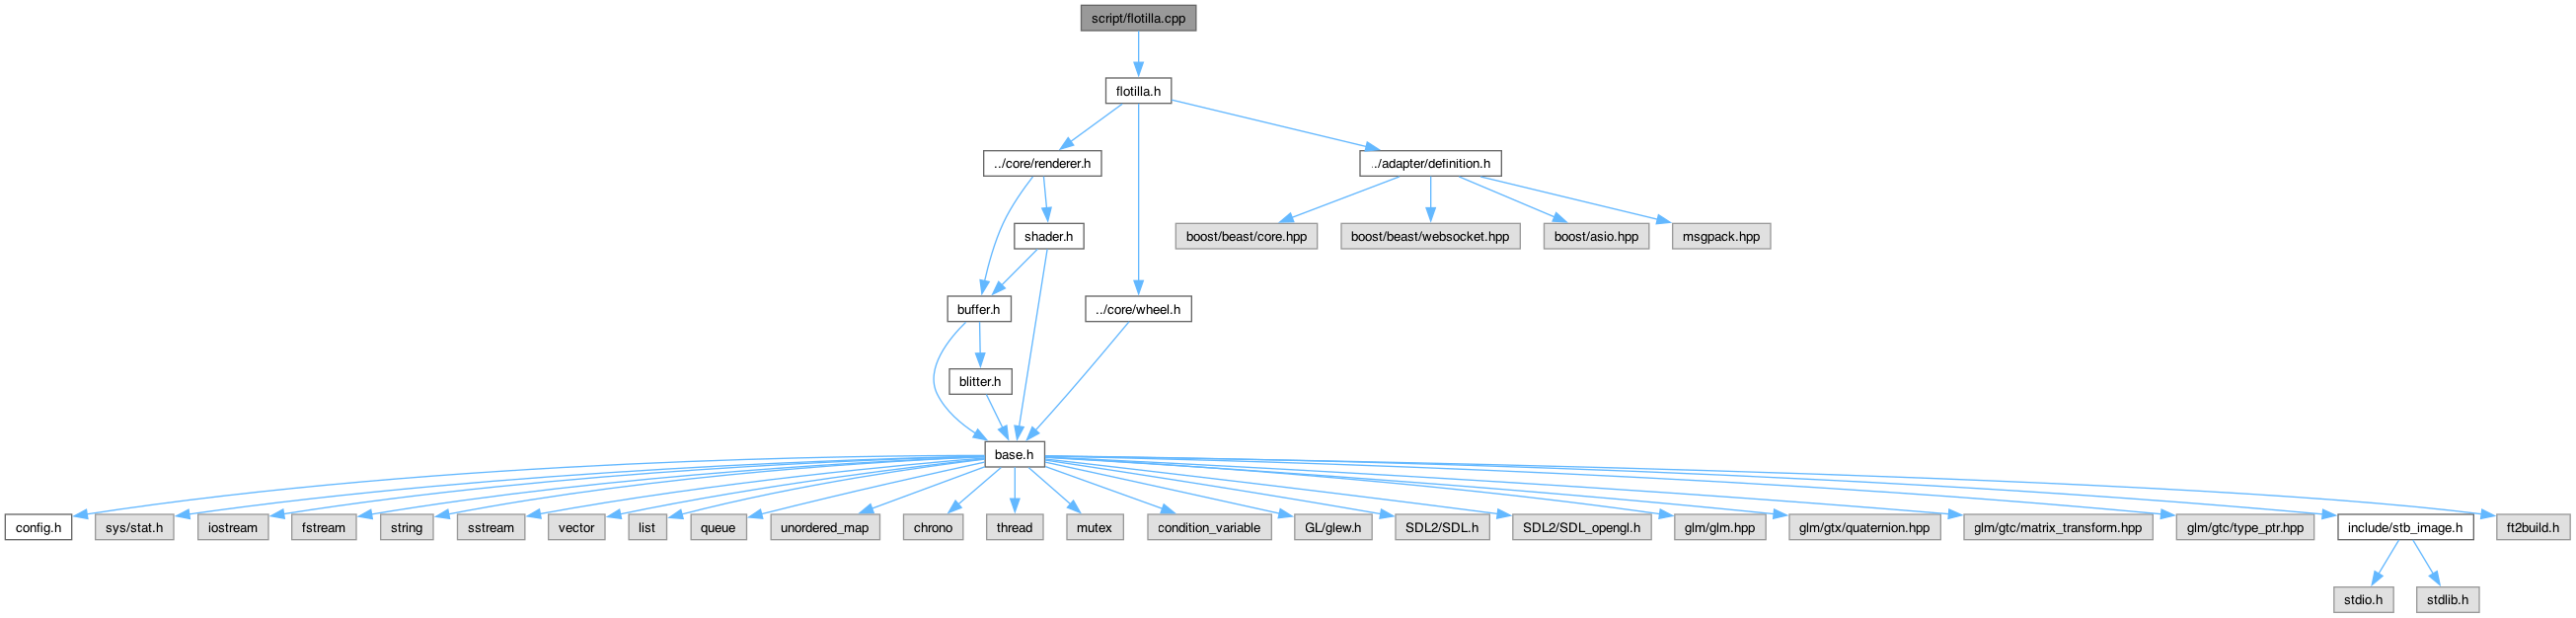 script/flotilla.cpp
flotilla.h
../core/renderer.h
../adapter/definition.h
shader.h
boost/beast/core.hpp
boost/beast/websocket.hpp
boost/asio.hpp
msgpack.hpp
buffer.h
../core/wheel.h
blitter.h
base.h
config.h
sys/stat.h
iostream
fstream
string
sstream
vector
list
queue
unordered_map
chrono
thread
mutex
condition_variable
GL/glew.h
SDL2/SDL.h
SDL2/SDL_opengl.h
glm/glm.hpp
glm/gtx/quaternion.hpp
glm/gtc/matrix_transform.hpp
glm/gtc/type_ptr.hpp
include/stb_image.h
ft2build.h
stdio.h
stdlib.h